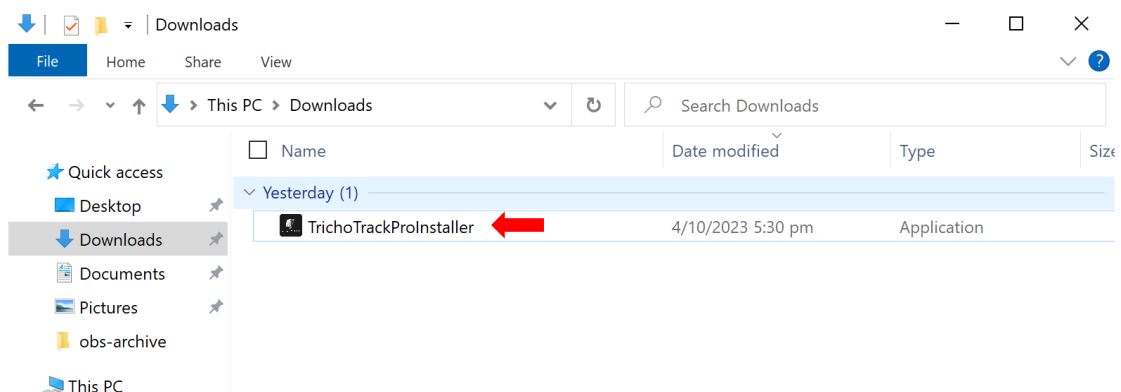 Downloads
File Home Share View
This PC > Downloads
Search Downloads
Name Date modified Type Size
Quick access
Yesterday (1)
Desktop
TrichoTrackProInstaller 4/10/2023 5:30 pm Application
Downloads
Documents
Pictures
obs-archive
This PC